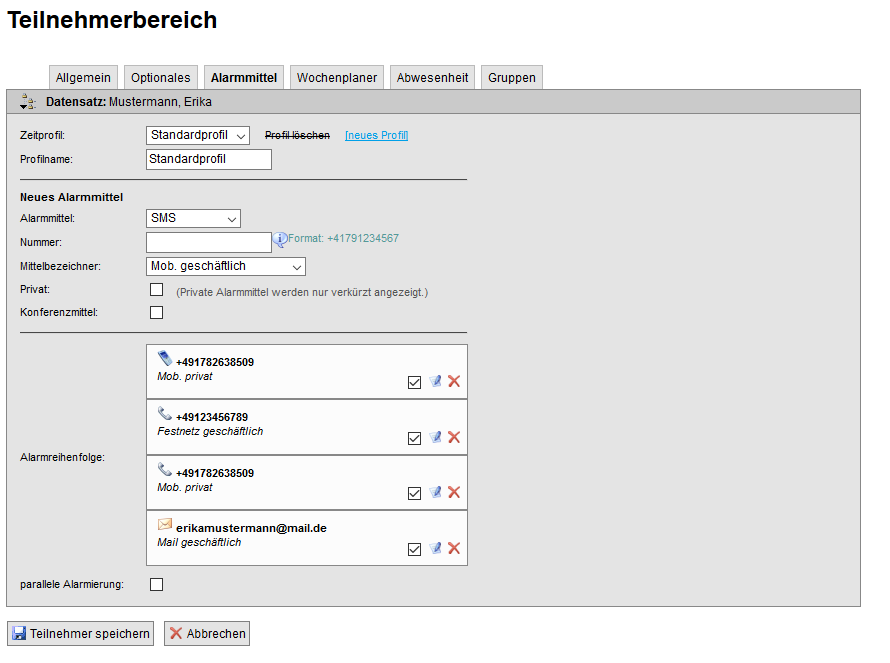 Teilnehmerbereich
Allgemein Optionales Alarmmittel Wochenplaner Abwesenheit Gruppen
Datensatz: Mustermann, Erika
Zeitprofil: Standardprofil Profil löschen [neues Profil]
Profilname: Standardprofil
Neues Alarmmittel
Alarmmittel: SMS
Nummer: Format: +41791234567
Mittelbezeichner: Mob. geschäftlich
Privat: (Private Alarmmittel werden nur verkürzt angezeigt.)
Konferenzmittel:
Alarmreihenfolge:
+491782638509
Mob. privat
+49123456789
Festnetz geschäftlich
+491782638509
Mob. privat
erikamustermann@mail.de
Mail geschäftlich
parallele Alarmierung:
Teilnehmer speichern Abbrechen